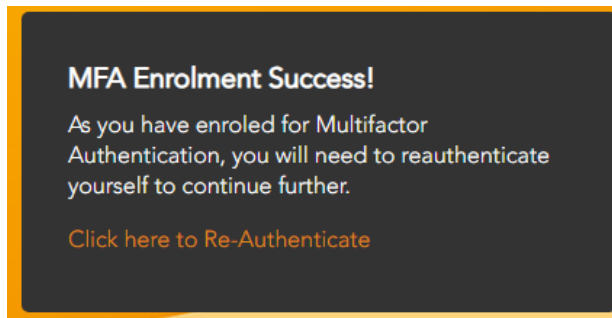 MFA Enrolment Success!
As you have enroled for Multifactor
Authentication, you will need to reauthenticate
yourself to continue further.
Click here to Re-Authenticate